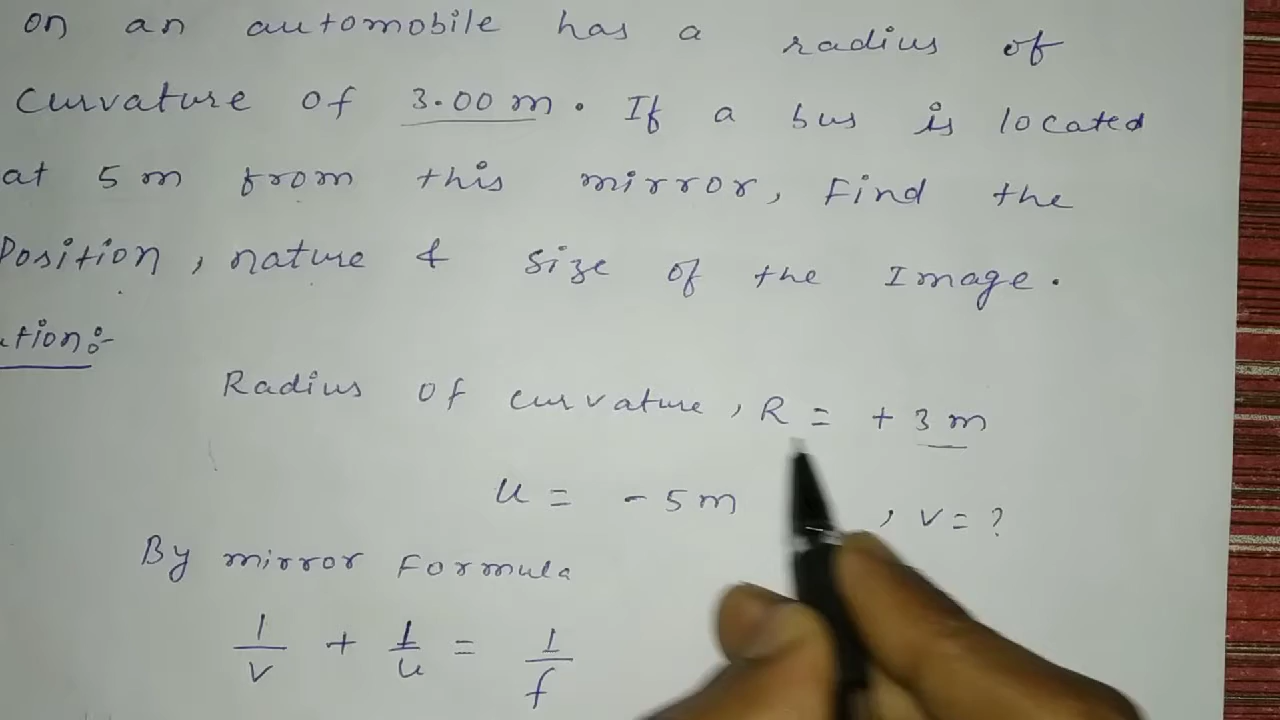 on an automobile has a radius of
curvature of 3.00 m. If a bus is located
at 5 m from this mirror, Find the
Position, nature & size of the Image.
ution:-
Radius of curvature, R = + 3 m
u = - 5 m , v = ?
By mirror Formula
1/v + 1/u = 1/f